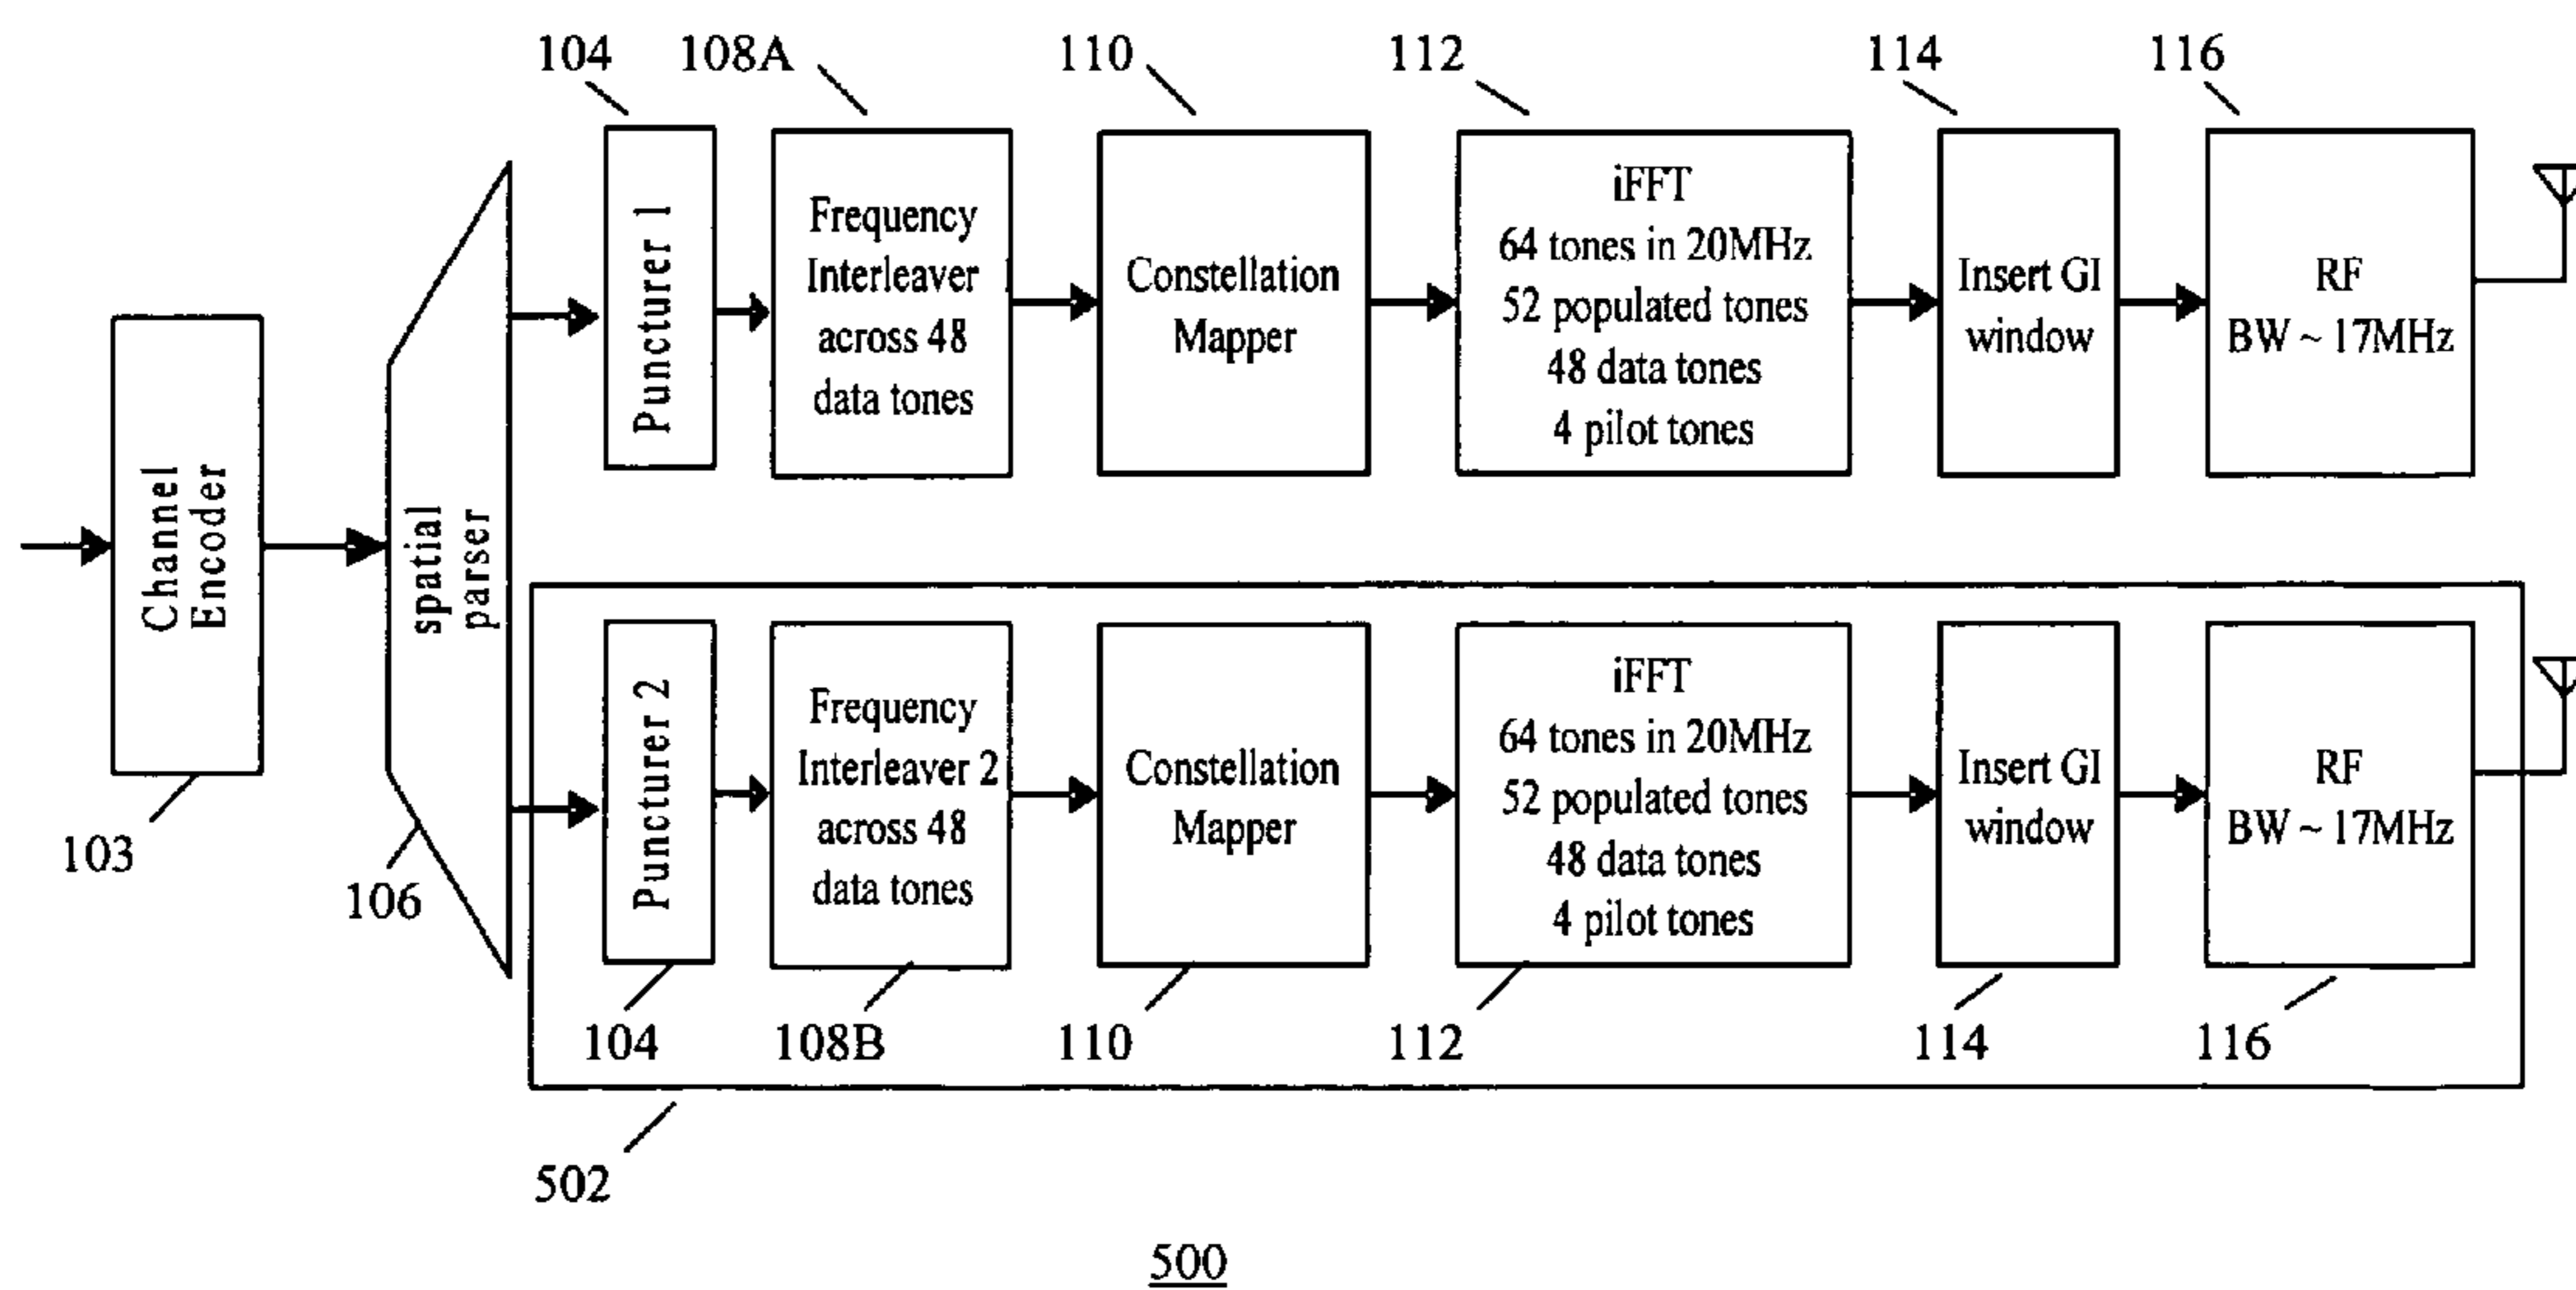 104 108A 110 112 114 116
Puncturer 1
Frequency
Interleaver 1
across 48
data tones
Constellation
Mapper
iFFT
64 tones in 20MHz
52 populated tones
48 data tones
4 pilot tones
Insert GI
window
RF
BW ~ 17MHz
Channel
Encoder
spatial
parser
103
106
Puncturer 2
Frequency
Interleaver 2
across 48
data tones
Constellation
Mapper
iFFT
64 tones in 20MHz
52 populated tones
48 data tones
4 pilot tones
Insert GI
window
RF
BW ~ 17MHz
104 108B 110 112 114 116
502
500